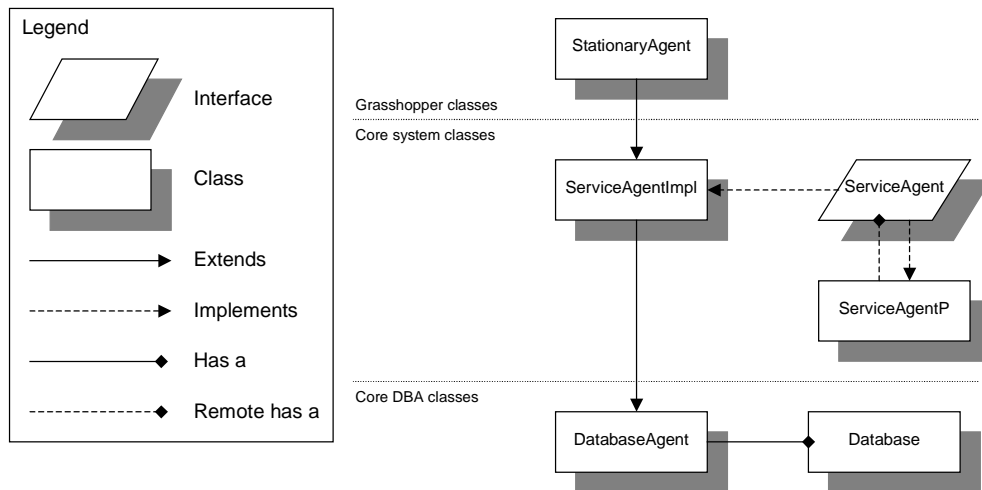 Legend
Interface
Class
Extends
Implements
Has a
Remote has a
StationaryAgent
Grasshopper classes
Core system classes
ServiceAgentImpl
ServiceAgent
ServiceAgentP
Core DBA classes
DatabaseAgent
Database